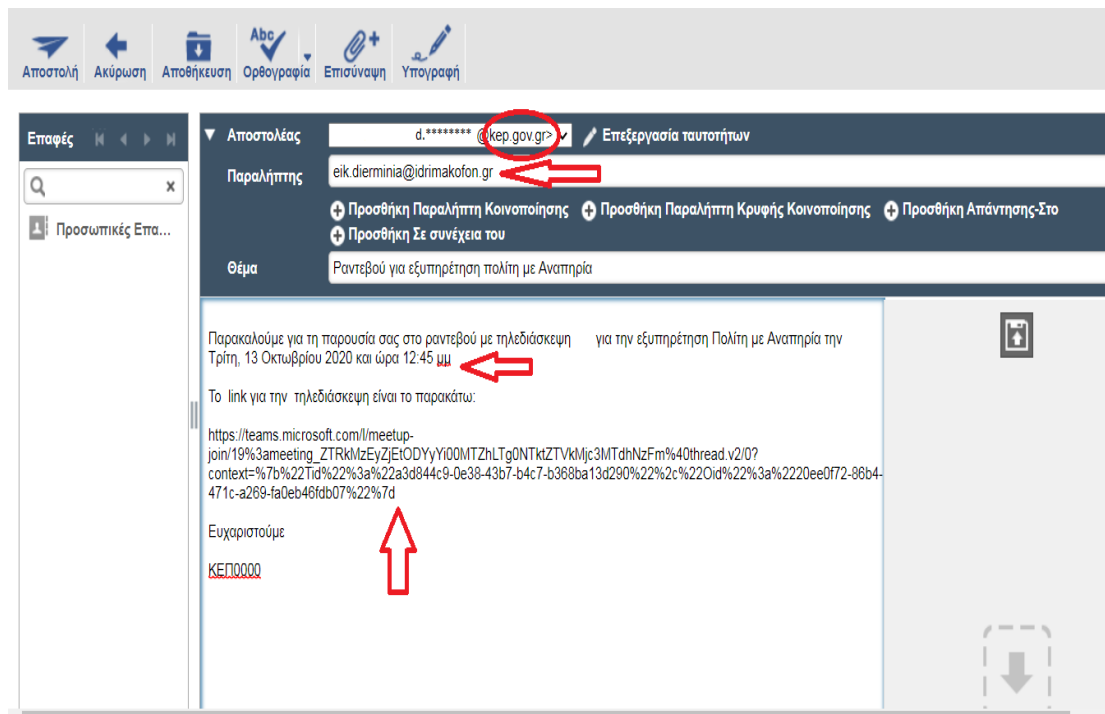 Abc
Αποστολή Ακύρωση Αποθήκευση Ορθογραφία Επισύναψη Υπογραφή
Επαφές
Προσωπικές Επα...
Αποστολέας d.******** @kep.gov.gr> Επεξεργασία ταυτοτήτων
Παραλήπτης eik.dierminia@idrimakofon.gr
Προσθήκη Παραλήπτη Κοινοποίησης Προσθήκη Παραλήπτη Κρυφής Κοινοποίησης Προσθήκη Απάντησης-Στο
Προσθήκη Σε συνέχεια του
Θέμα Ραντεβού για εξυπηρέτηση πολίτη με Αναπηρία
Παρακαλούμε για τη παρουσία σας στο ραντεβού με τηλεδιάσκεψη για την εξυπηρέτηση Πολίτη με Αναπηρία την
Τρίτη, 13 Οκτωβρίου 2020 και ώρα 12:45 μμ
Το link για την τηλεδιάσκεψη είναι το παρακάτω:
https://teams.microsoft.com/l/meetup-
join/19%3ameeting_ZTRkMzEyZjEtODYyYi00MTZhLTg0NTktZTVkMjc3MTdhNzFm%40thread.v2/0?
context=%7b%22Tid%22%3a%22a3d844c9-0e38-43b7-b4c7-b368ba13d290%22%2c%22Oid%22%3a%2220ee0f72-86b4-
471c-a269-fa0eb46fdb07%22%7d
Ευχαριστούμε
ΚΕΠ0000